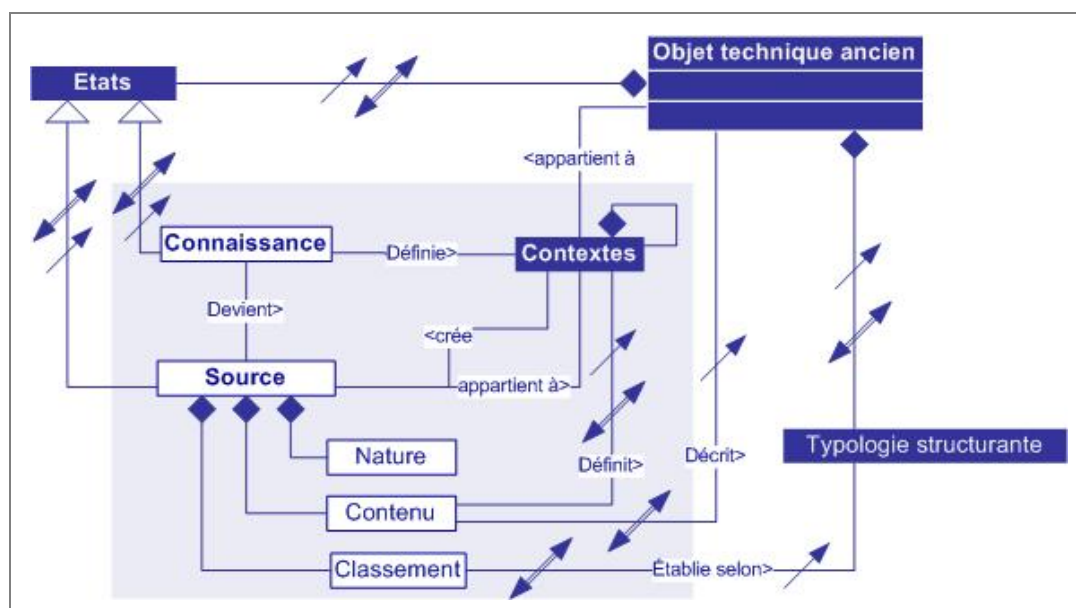 Objet technique ancien
Etats
<appartient à
Connaissance
Définie>
Contextes
Devient>
<crée
Source
appartient à>
Typologie structurante
Nature
Définit>
Décrit>
Contenu
Classement
Établie selon>